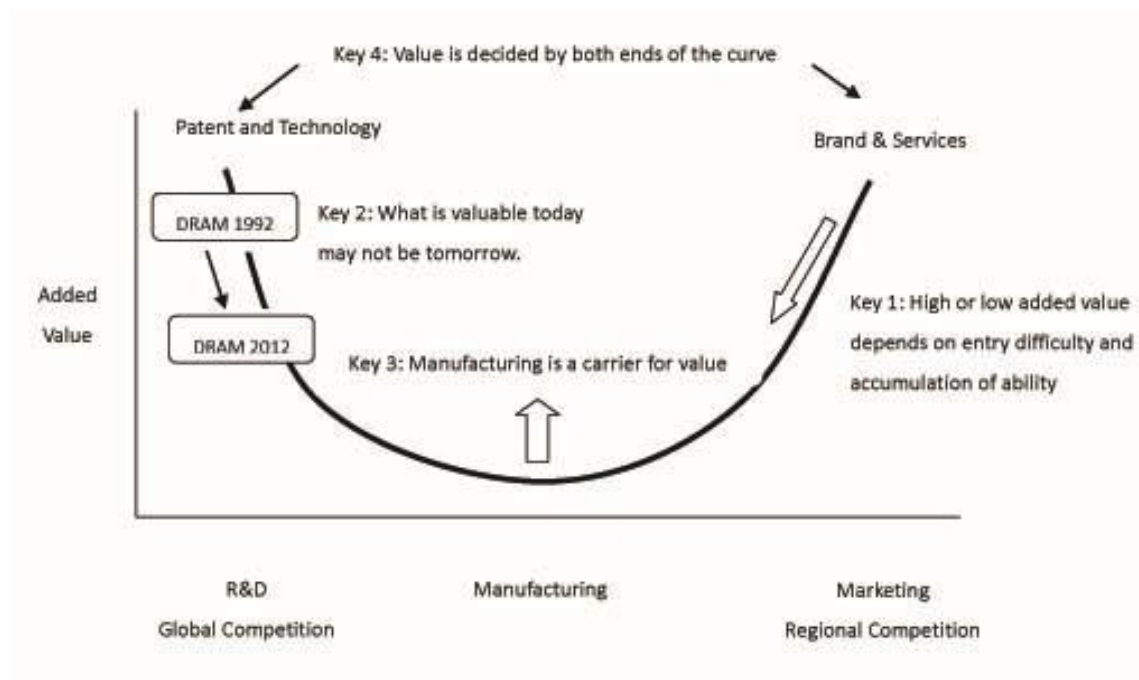 Key 4: Value is decided by both ends of the curve
Patent and Technology
Brand & Services
DRAM 1992
Key 2: What is valuable today
may not be tomorrow.
Added
Value
DRAM 2012
Key 3: Manufacturing is a carrier for value
Key 1: High or low added value
depends on entry difficulty and
accumulation of ability
R&D
Global Competition
Manufacturing
Marketing
Regional Competition